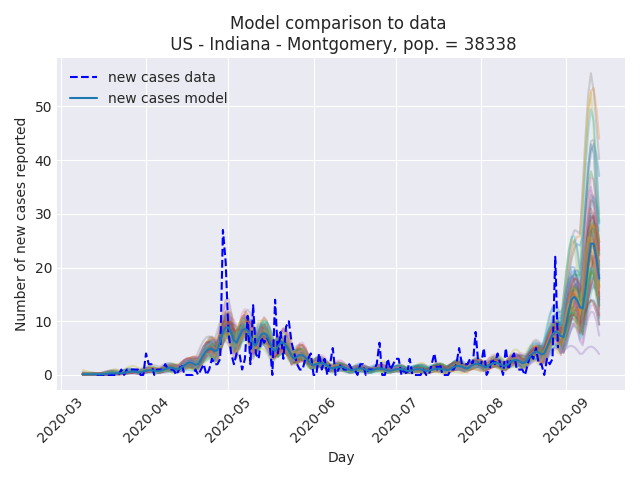 Model comparison to data
US - Indiana - Montgomery, pop. = 38338
new cases data
new cases model
Number of new cases reported
50
40
30
20
10
0
2020-03
2020-04
2020-05
2020-06
2020-07
2020-08
2020-09
Day